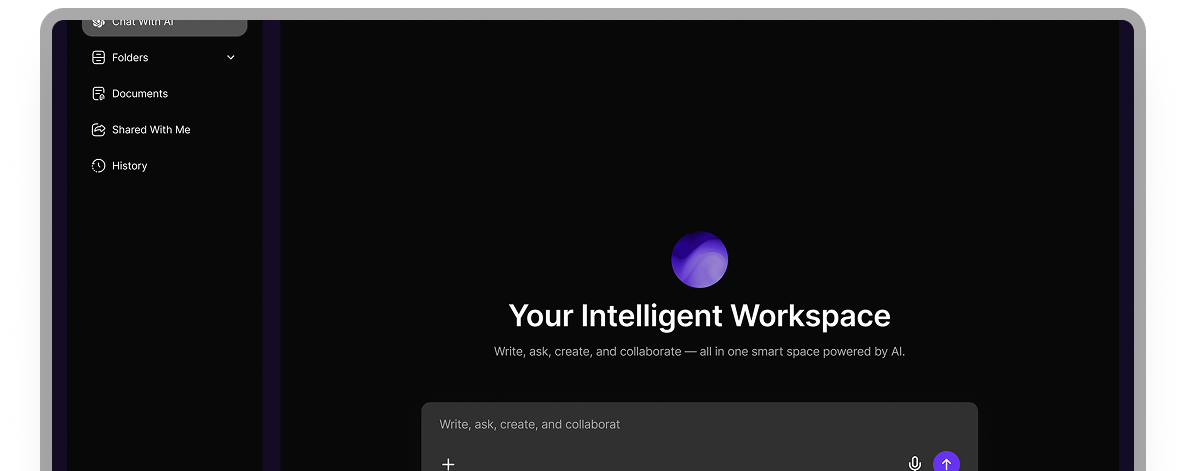 Chat With AI
Folders
Documents
Shared With Me
History
Your Intelligent Workspace
Write, ask, create, and collaborate — all in one smart space powered by AI.
Write, ask, create, and collaborat